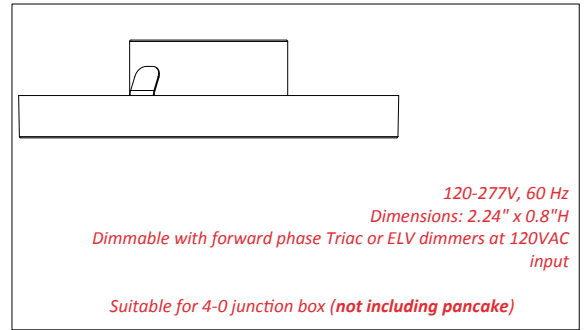 120-277V, 60 Hz
Dimensions: 2.24" x 0.8"H
Dimmable with forward phase Triac or ELV dimmers at 120VAC
input
Suitable for 4-0 junction box (not including pancake)